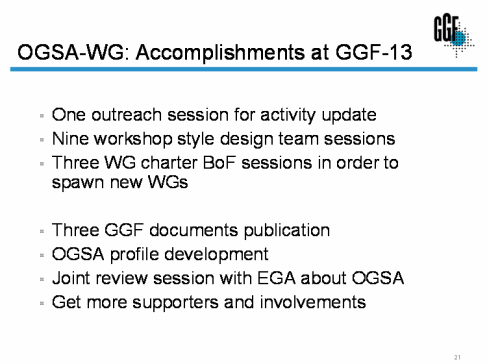 GGF
OGSA-WG: Accomplishments at GGF-13
One outreach session for activity update
Nine workshop style design team sessions
Three WG charter BoF sessions in order to
spawn new WGs
Three GGF documents publication
OGSA profile development
Joint review session with EGA about OGSA
Get more supporters and involvements
21